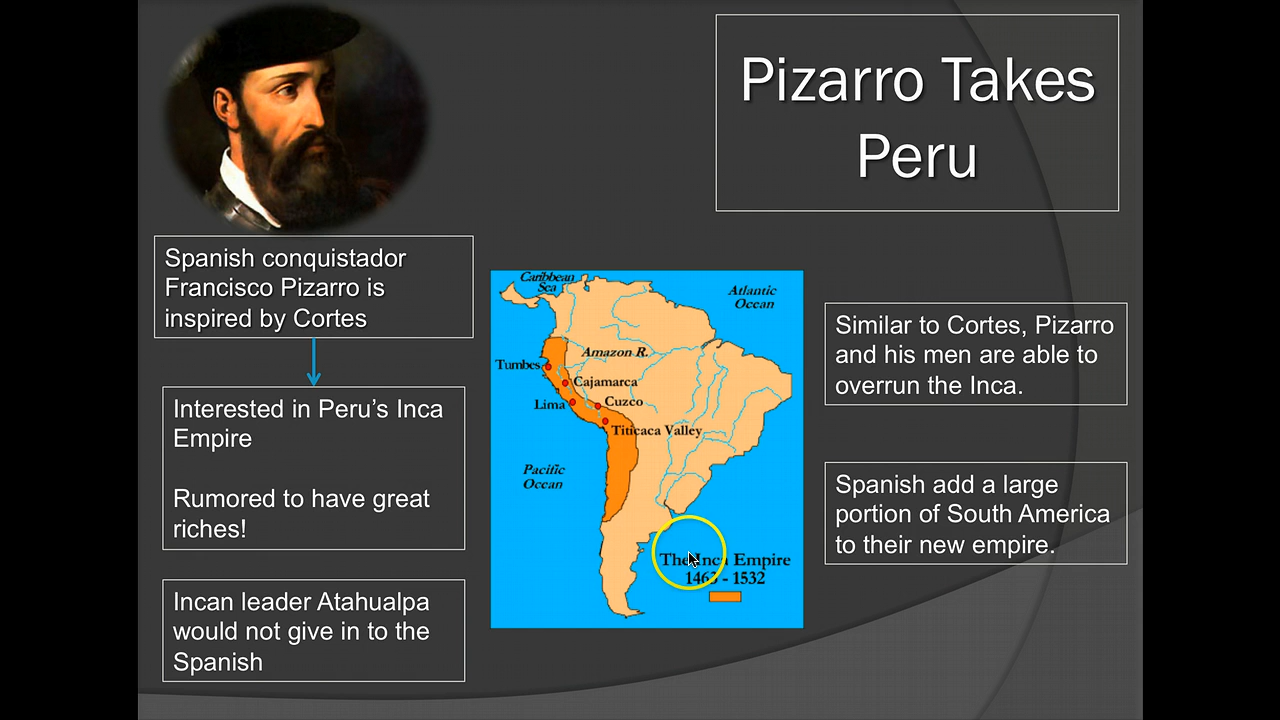 Pizarro Takes
Peru
Spanish conquistador
Francisco Pizarro is
inspired by Cortes
Interested in Peru's Inca
Empire
Rumored to have great
riches!
Incan leader Atahualpa
would not give in to the
Spanish
Caribbean
Sea
Atlantic
Ocean
Amazon R.
Tumbes
Cajamarca
Lima
Cuzco
Titicaca Valley
Pacific
Ocean
The Inca Empire
1463 - 1532
Similar to Cortes, Pizarro
and his men are able to
overrun the Inca.
Spanish add a large
portion of South America
to their new empire.